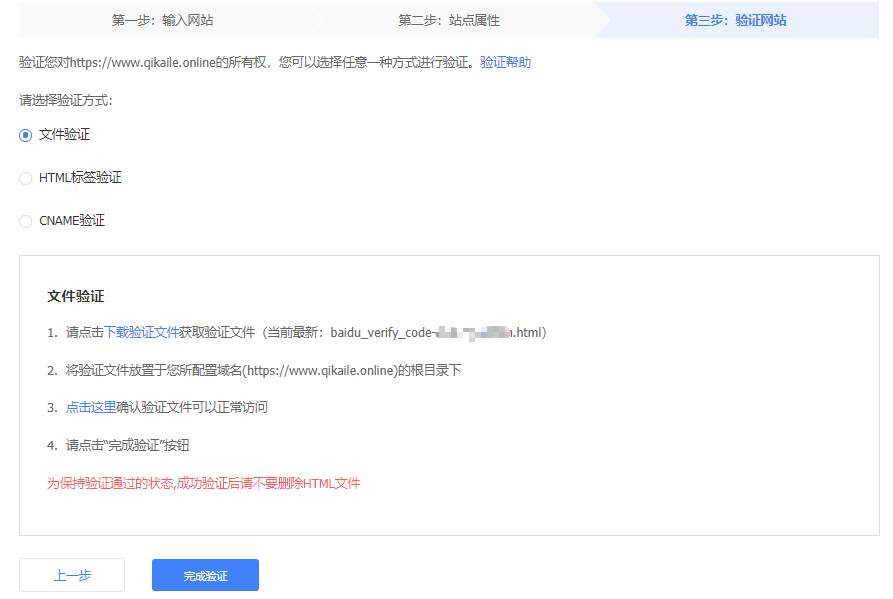 第一步：输入网站
第二步：站点属性
第三步：验证网站
验证您对https://www.qikaile.online的所有权，您可以选择任意一种方式进行验证。验证帮助
请选择验证方式：
文件验证
HTML标签验证
CNAME验证
文件验证
1. 请点击下载验证文件获取验证文件（当前最新：baidu_verify_code-.html）
2. 将验证文件放置于您所配置域名(https://www.qikaile.online)的根目录下
3. 点击这里确认验证文件可以正常访问
4. 请点击“完成验证”按钮
为保持验证通过的状态,成功验证后请不要删除HTML文件
上一步
完成验证